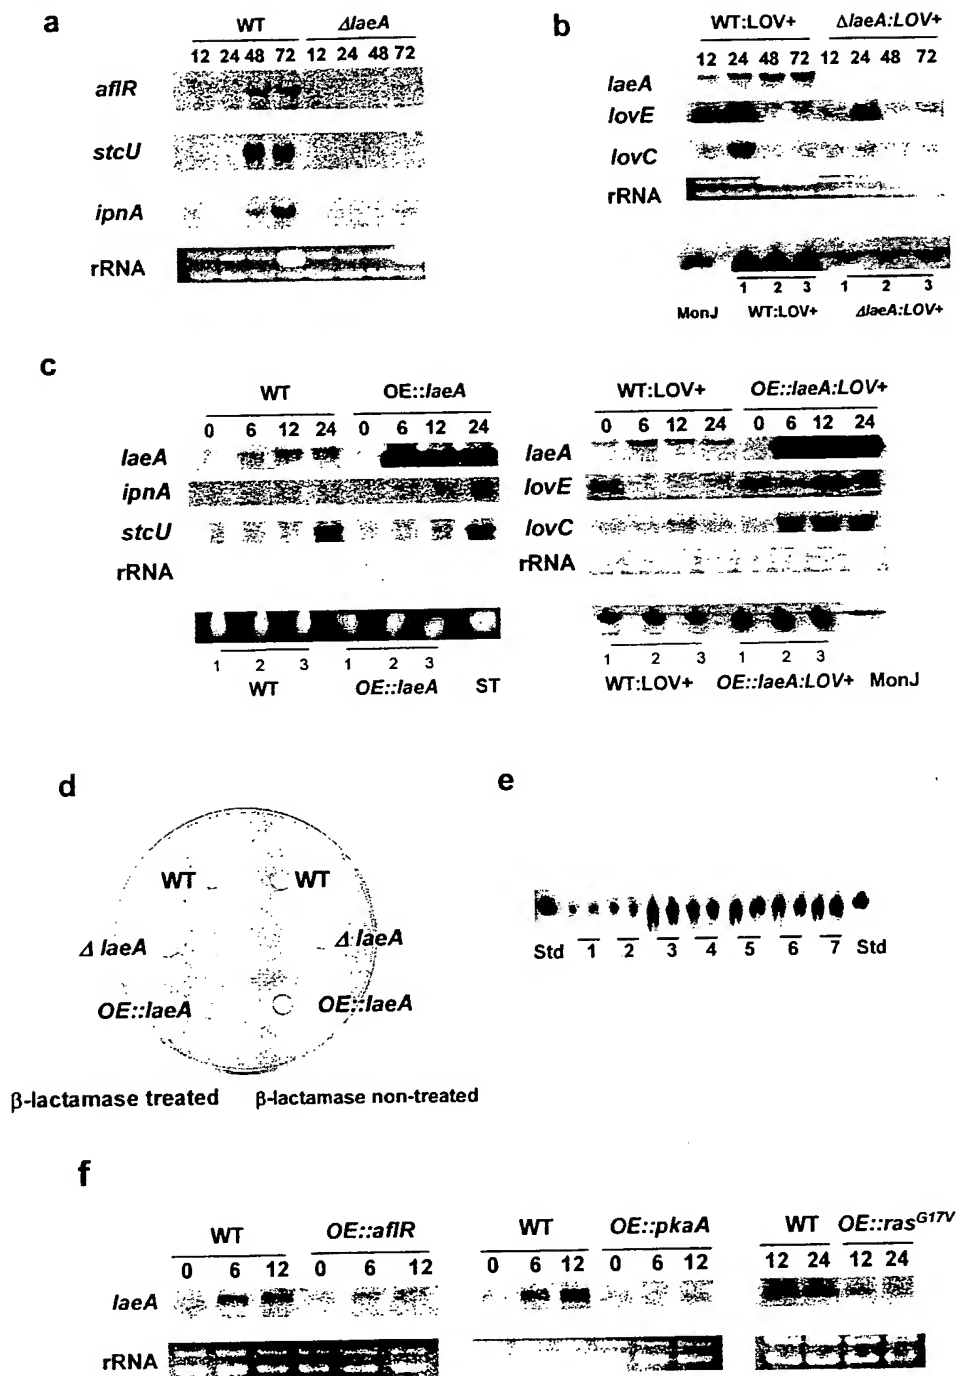 a
WT ΔlaeA
12 24 48 72 12 24 48 72
aflR
stcU
ipnA
rRNA
b
WT:LOV+ ΔlaeA:LOV+
12 24 48 72 12 24 48 72
laeA
lovE
lovC
rRNA
1 2 3 1 2 3
MonJ WT:LOV+ ΔlaeA:LOV+
c
WT OE::laeA
0 6 12 24 0 6 12 24
laeA
ipnA
stcU
rRNA
1 2 3 1 2 3
WT OE::laeA ST
WT:LOV+ OE::laeA:LOV+
0 6 12 24 0 6 12 24
laeA
lovE
lovC
rRNA
1 2 3 1 2 3
WT:LOV+ OE::laeA:LOV+ MonJ
d
WT WT
Δ laeA Δ laeA
OE::laeA OE::laeA
β-lactamase treated β-lactamase non-treated
e
Std 1 2 3 4 5 6 7 Std
f
WT OE::aflR WT OE::pkaA WT OE::ras^G17V
0 6 12 0 6 12 0 6 12 0 6 12 12 24 12 24
laeA
rRNA